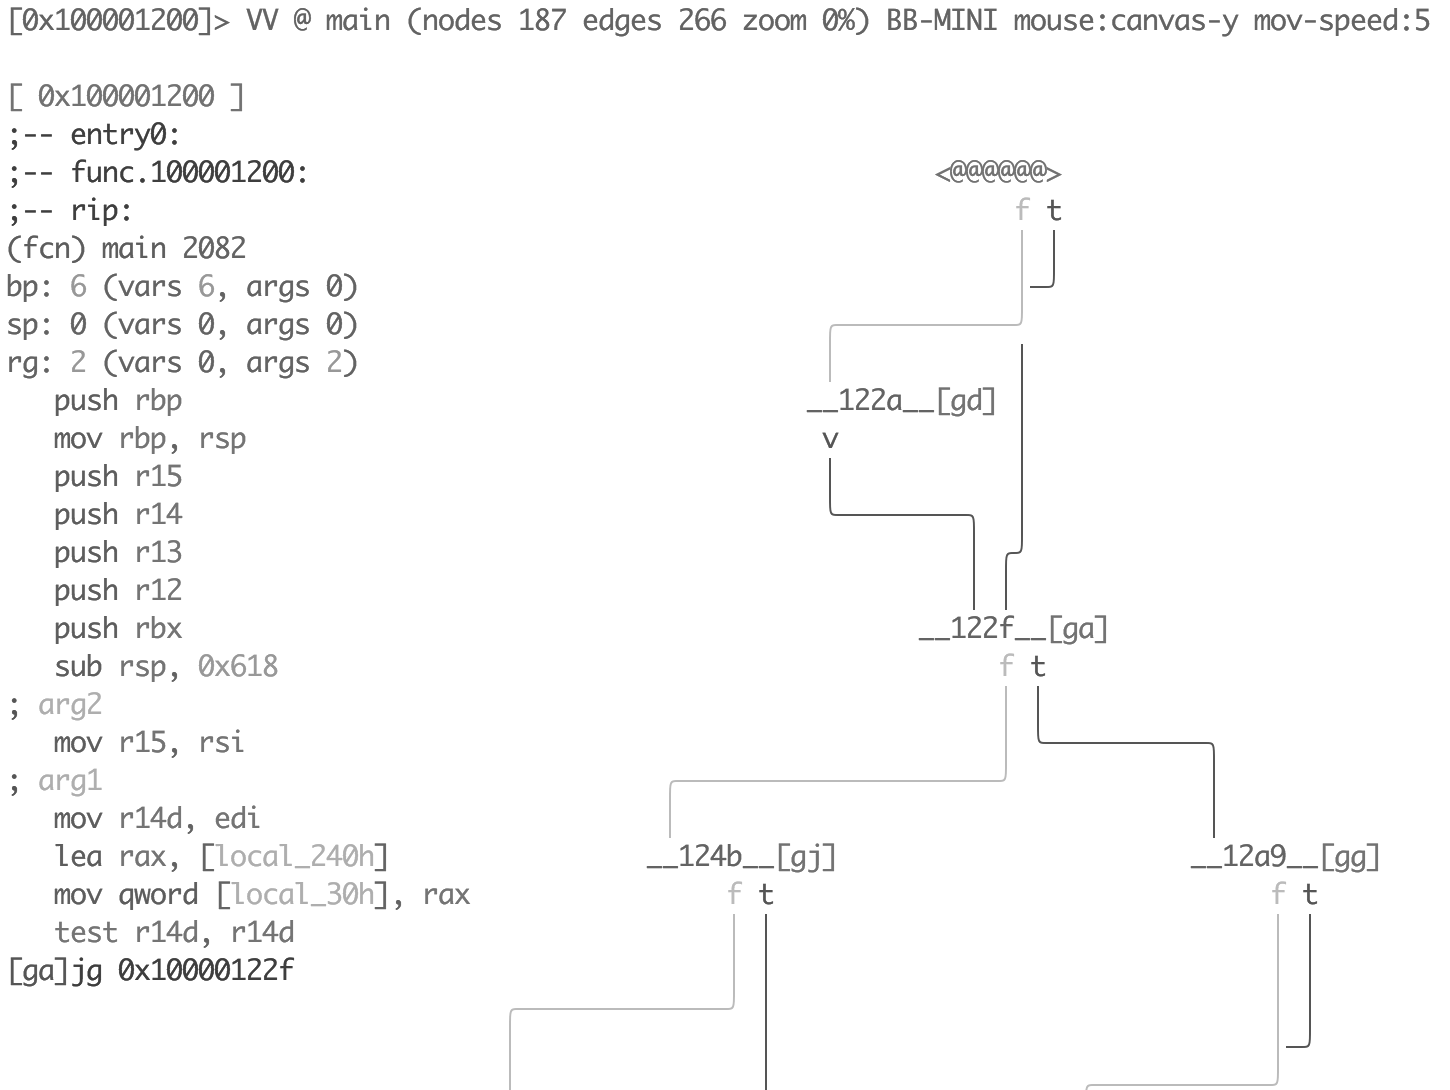 [0x100001200]> VV @ main (nodes 187 edges 266 zoom 0%) BB-MINI mouse:canvas-y mov-speed:5
[ 0x100001200 ]
;-- entry0:
;-- func.100001200:
<@@@@@@>
;-- rip:
f t
(fcn) main 2082
bp: 6 (vars 6, args 0)
sp: 0 (vars 0, args 0)
rg: 2 (vars 0, args 2)
push rbp
__122a__[gd]
mov rbp, rsp
v
push r15
push r14
push r13
push r12
push rbx
__122f__[ga]
sub rsp, 0x618
f t
; arg2
mov r15, rsi
; arg1
mov r14d, edi
lea rax, [local_240h]
__124b__[gj]
__12a9__[gg]
mov qword [local_30h], rax
f t
f t
test r14d, r14d
[ga]jg 0x10000122f